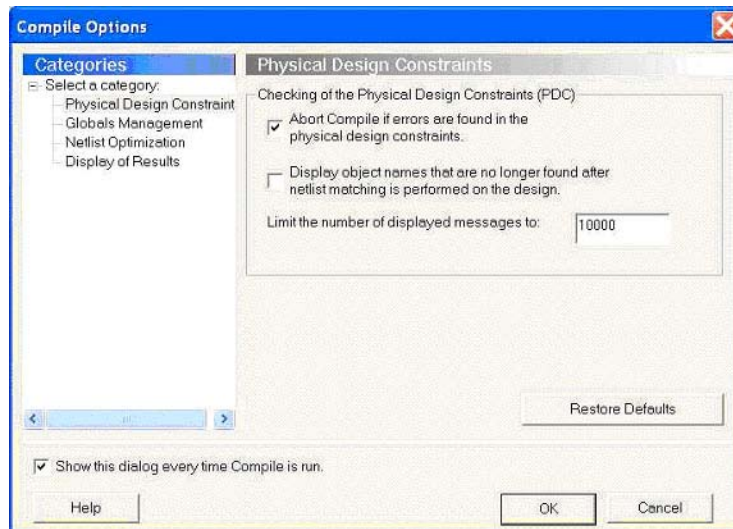 Compile Options
Categories
Select a category:
Physical Design Constraint
Globals Management
Netlist Optimization
Display of Results
Physical Design Constraints
Checking of the Physical Design Constraints (PDC)
Abort Compile if errors are found in the
physical design constraints.
Display object names that are no longer found after
netlist matching is performed on the design.
Limit the number of displayed messages to:
10000
Restore Defaults
Show this dialog every time Compile is run.
Help
OK
Cancel